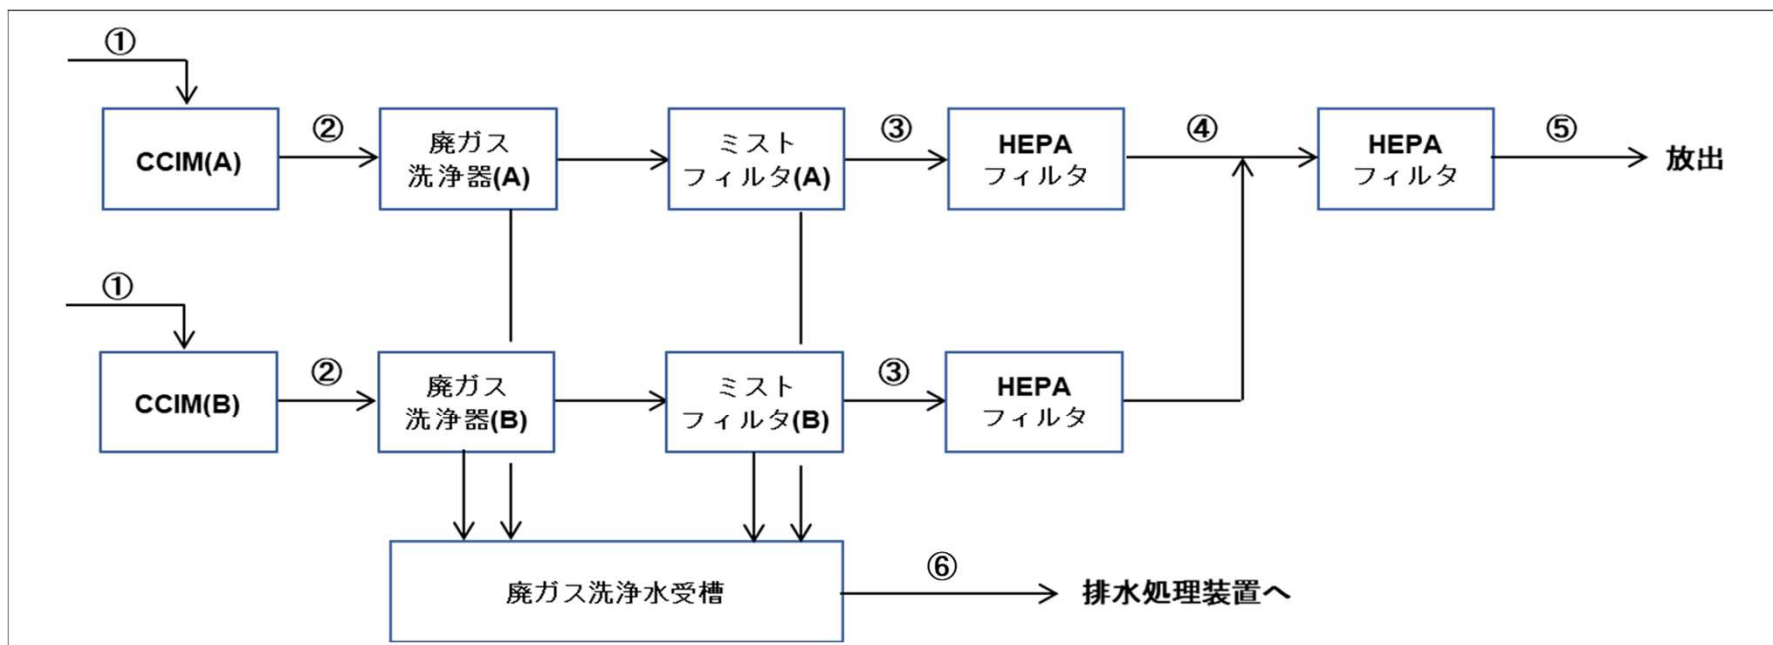 ①
CCIM(A)
②
廃ガス
洗浄器(A)
ミスト
フィルタ(A)
③
HEPA
フィルタ
④
HEPA
フィルタ
⑤
放出
①
CCIM(B)
②
廃ガス
洗浄器(B)
ミスト
フィルタ(B)
③
HEPA
フィルタ
廃ガス洗浄水受槽
⑥
排水処理装置へ